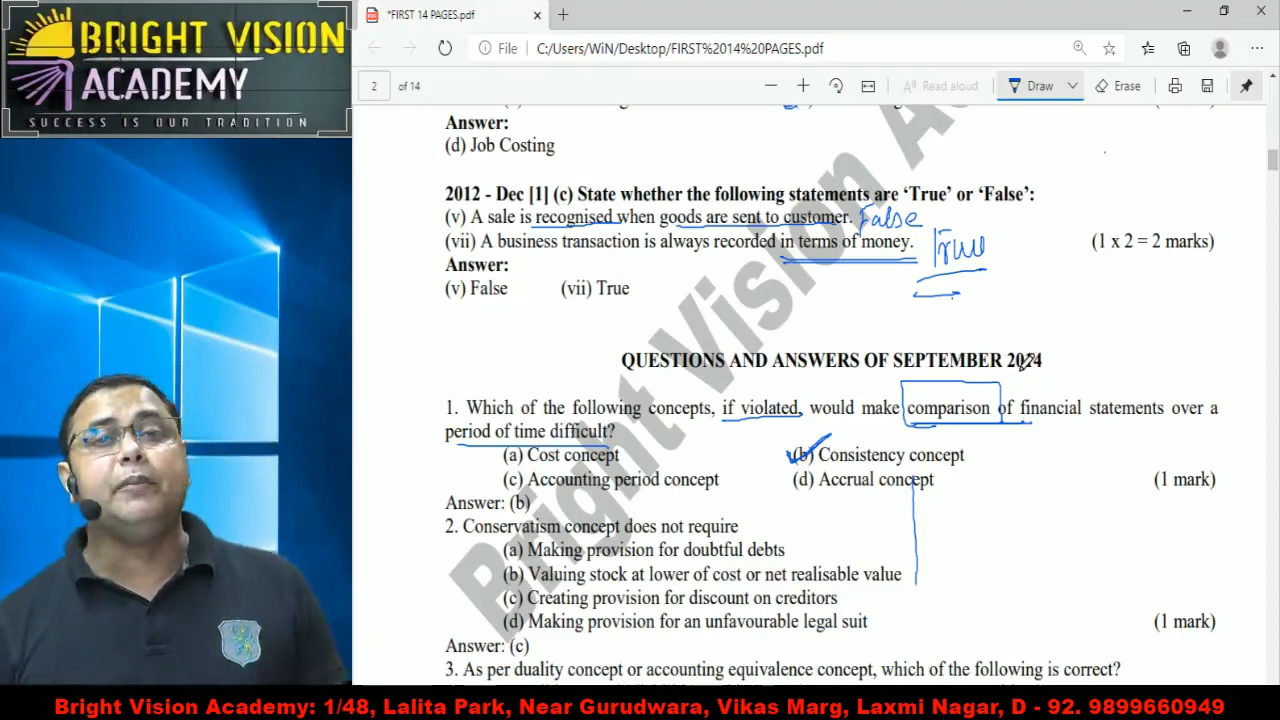 BRIGHT VISION
ACADEMY
SUCCESS IS OUR TRADITION
*FIRST 14 PAGES.pdf
File C:/Users/WiN/Desktop/FIRST%2014%20PAGES.pdf
2 of 14
Read aloud Draw Erase
Answer:
(d) Job Costing
2012 - Dec [1] (c) State whether the following statements are ‘True’ or ‘False’:
(v) A sale is recognised when goods are sent to customer. False
(vii) A business transaction is always recorded in terms of money. True (1 x 2 = 2 marks)
Answer:
(v) False (vii) True
QUESTIONS AND ANSWERS OF SEPTEMBER 2014
1. Which of the following concepts, if violated, would make comparison of financial statements over a
period of time difficult?
(a) Cost concept (b) Consistency concept
(c) Accounting period concept (d) Accrual concept (1 mark)
Answer: (b)
2. Conservatism concept does not require
(a) Making provision for doubtful debts
(b) Valuing stock at lower of cost or net realisable value
(c) Creating provision for discount on creditors
(d) Making provision for an unfavourable legal suit (1 mark)
Answer: (c)
3. As per duality concept or accounting equivalence concept, which of the following is correct?
Bright Vision A
Bright Vision Academy: 1/48, Lalita Park, Near Gurudwara, Vikas Marg, Laxmi Nagar, D - 92. 9899660949